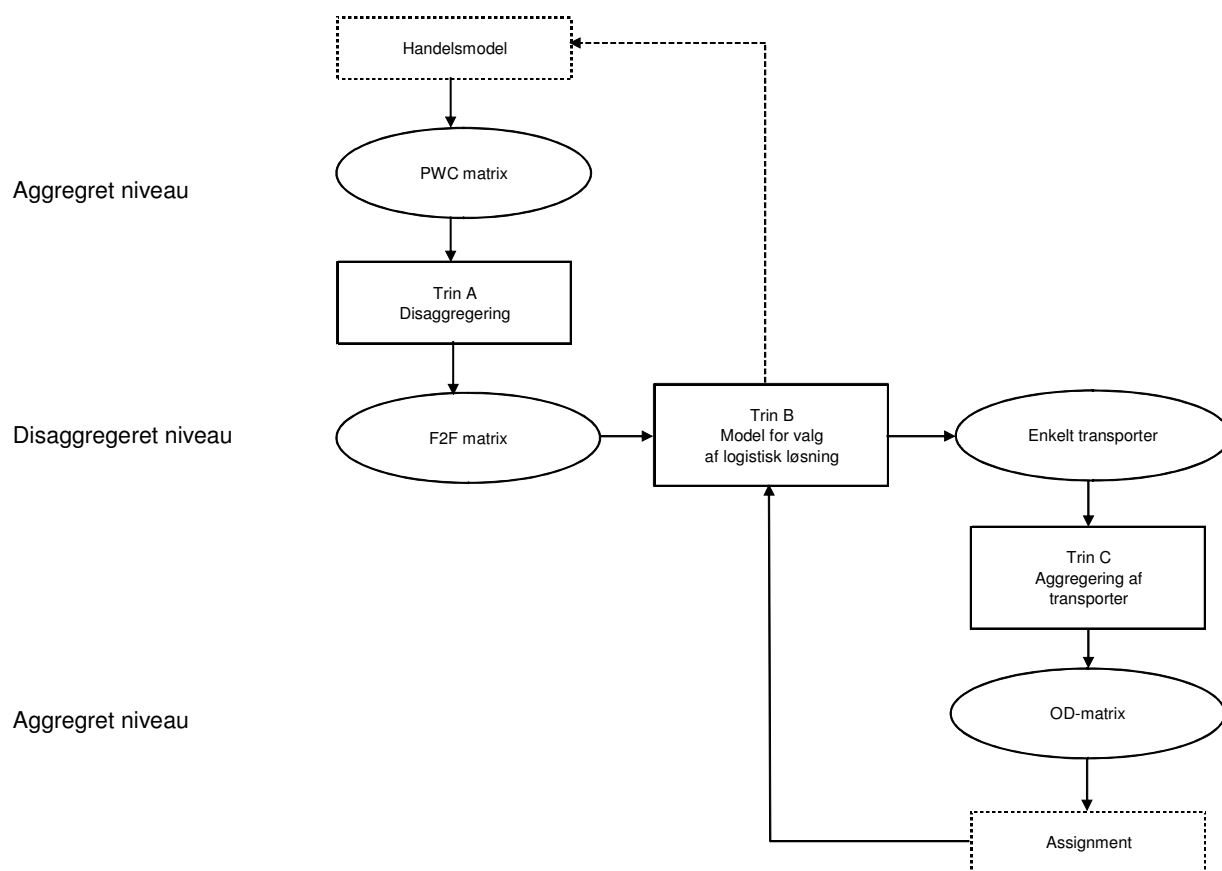 Handelsmodel
PWC matrix
Aggregret niveau
Trin A
Disaggregering
Disaggregeret niveau
F2F matrix
Trin B
Model for valg
af logistisk løsning
Enkelt transporter
Trin C
Aggregering af
transporter
Aggregret niveau
OD-matrix
Assignment